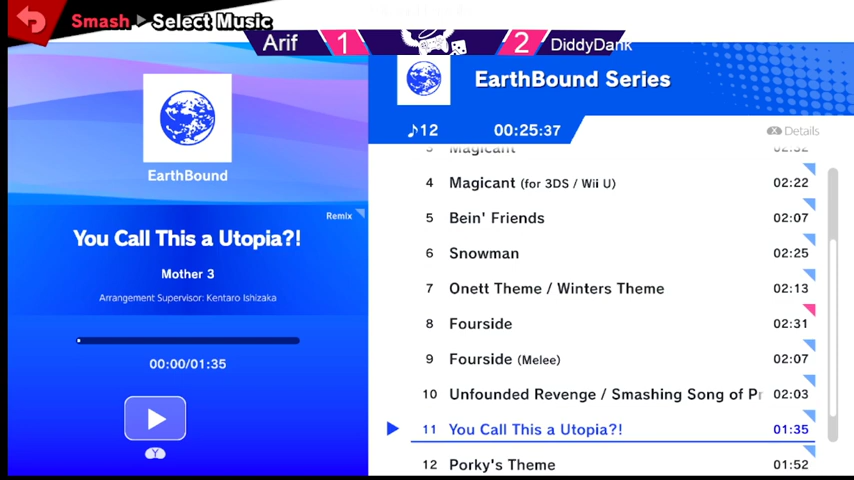 Smash ▶ Select Music
Arif 1 2 DiddyDank
EarthBound Series
♪12 00:25:37
X Details
EarthBound
Remix
You Call This a Utopia?!
Mother 3
Arrangement Supervisor: Kentaro Ishizaka
00:00/01:35
Y
3 Magicant 02:32
4 Magicant (for 3DS / Wii U) 02:22
5 Bein' Friends 02:07
6 Snowman 02:25
7 Onett Theme / Winters Theme 02:13
8 Fourside 02:31
9 Fourside (Melee) 02:07
10 Unfounded Revenge / Smashing Song of Pr 02:03
11 You Call This a Utopia?! 01:35
12 Porky's Theme 01:52